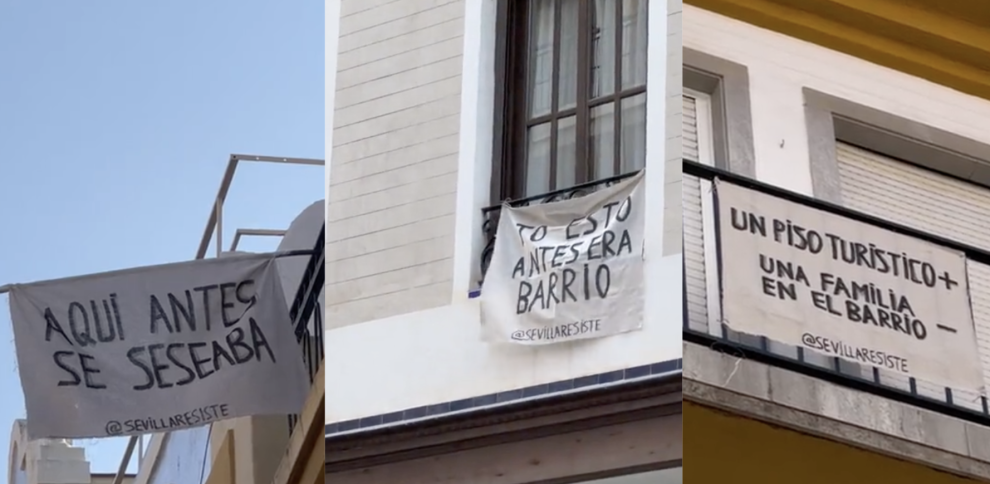 AQUI ANTES
SE SESEABA
@SEVILLARESISTE
TO ESTO
ANTES ERA
BARRIO
@SEVILLARESISTE
UN PISO TURÍSTICO +
UNA FAMILIA
EN EL BARRIO -
@SEVILLARESISTE